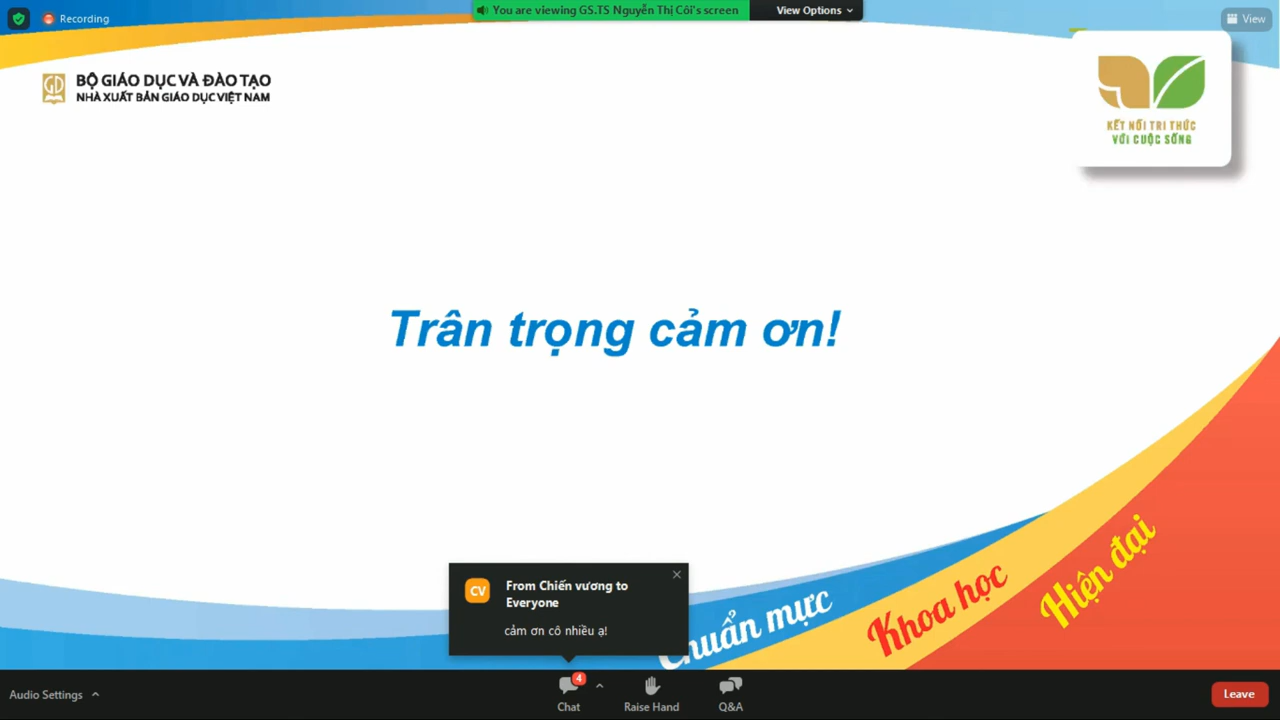 Recording
You are viewing GS.TS Nguyễn Thị Côi's screen
View Options
View
BỘ GIÁO DỤC VÀ ĐÀO TẠO
NHÀ XUẤT BẢN GIÁO DỤC VIỆT NAM
KẾT NỐI TRI THỨC
VỚI CUỘC SỐNG
Trân trọng cảm ơn!
CV
From Chiến vương to
Everyone
cảm ơn cô nhiều ạ!
Chuẩn mực
Khoa học
Hiện đại
Audio Settings
4
Chat
Raise Hand
Q&A
Leave